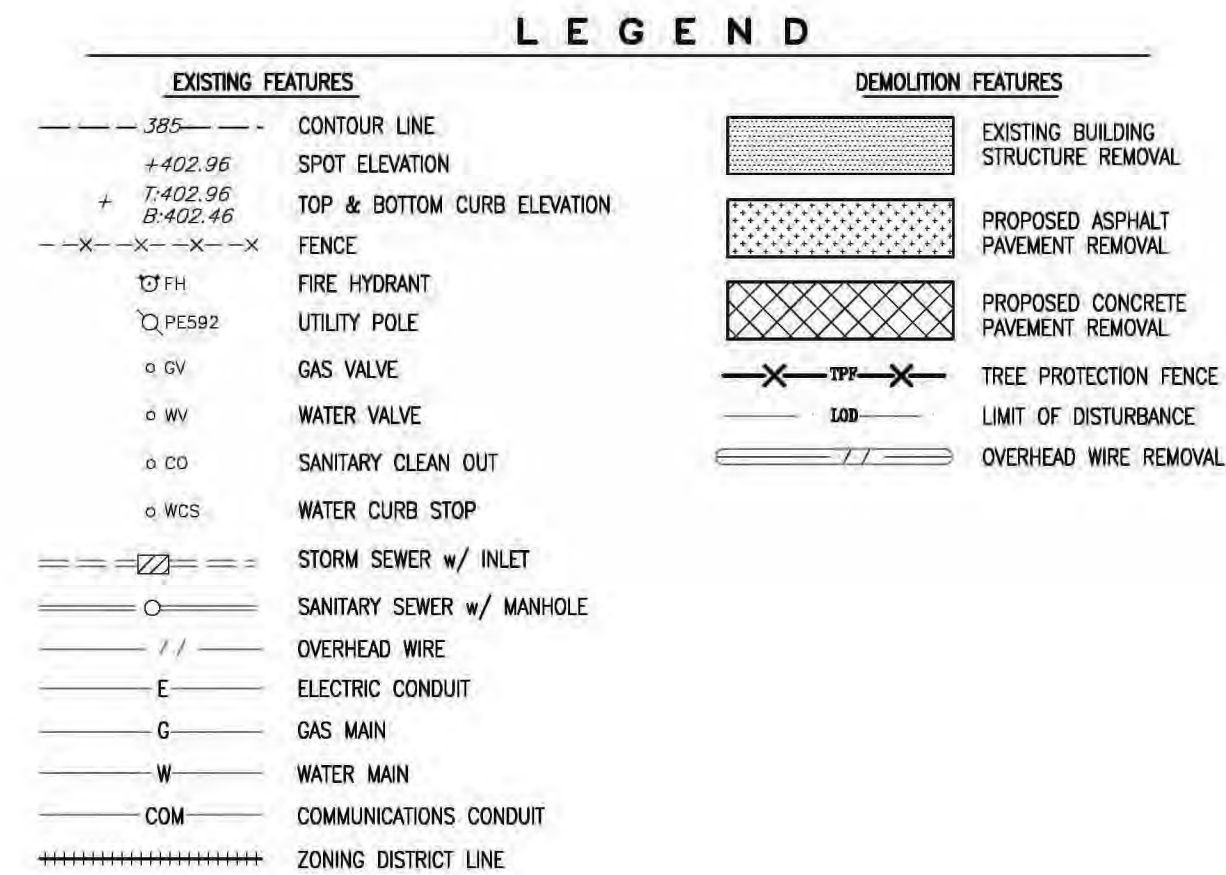 LEGEND
EXISTING FEATURES
385 CONTOUR LINE
+402.96 SPOT ELEVATION
+ T:402.96
B:402.46
TOP & BOTTOM CURB ELEVATION
FENCE
FH FIRE HYDRANT
PE592 UTILITY POLE
GV GAS VALVE
WV WATER VALVE
CO SANITARY CLEAN OUT
WCS WATER CURB STOP
STORM SEWER w/ INLET
SANITARY SEWER w/ MANHOLE
/ / OVERHEAD WIRE
E ELECTRIC CONDUIT
G GAS MAIN
W WATER MAIN
COM COMMUNICATIONS CONDUIT
ZONING DISTRICT LINE
DEMOLITION FEATURES
EXISTING BUILDING
STRUCTURE REMOVAL
PROPOSED ASPHALT
PAVEMENT REMOVAL
PROPOSED CONCRETE
PAVEMENT REMOVAL
TPF TREE PROTECTION FENCE
LOD LIMIT OF DISTURBANCE
/ / OVERHEAD WIRE REMOVAL